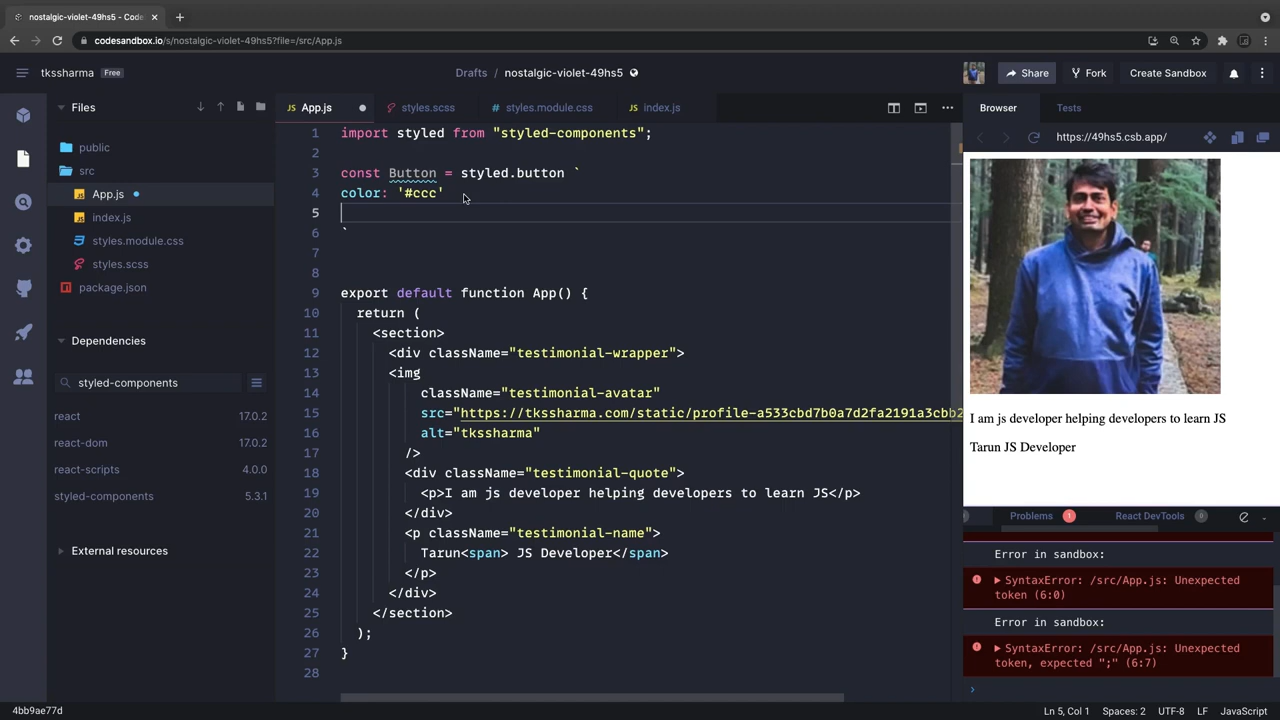 nostalgic-violet-49hs5 - Code
codesandbox.io/s/nostalgic-violet-49hs5?file=/src/App.js
tkssharma Free
Drafts / nostalgic-violet-49hs5
Share
Fork
Create Sandbox
Files
App.js
styles.scss
styles.module.css
index.js
Browser
Tests
https://49hs5.csb.app/
public
src
App.js
index.js
styles.module.css
styles.scss
package.json
Dependencies
styled-components
react 17.0.2
react-dom 17.0.2
react-scripts 4.0.0
styled-components 5.3.1
External resources
1 import styled from "styled-components";
2
3 const Button = styled.button `
4 color: '#ccc'
5
6 `
7
8
9 export default function App() {
10 return (
11 <section>
12 <div className="testimonial-wrapper">
13 <img
14 className="testimonial-avatar"
15 src="https://tkssharma.com/static/profile-a533cbd7b0a7d2fa2191a3cbb2
16 alt="tkssharma"
17 />
18 <div className="testimonial-quote">
19 <p>I am js developer helping developers to learn JS</p>
20 </div>
21 <p className="testimonial-name">
22 Tarun<span> JS Developer</span>
23 </p>
24 </div>
25 </section>
26 );
27 }
28
I am js developer helping developers to learn JS
Tarun JS Developer
Problems 1
React DevTools 0
Error in sandbox:
SyntaxError: /src/App.js: Unexpected
token (6:0)
Error in sandbox:
SyntaxError: /src/App.js: Unexpected
token, expected ";" (6:7)
4bb9ae77d
Ln 5, Col 1
Spaces: 2
UTF-8
LF
JavaScript